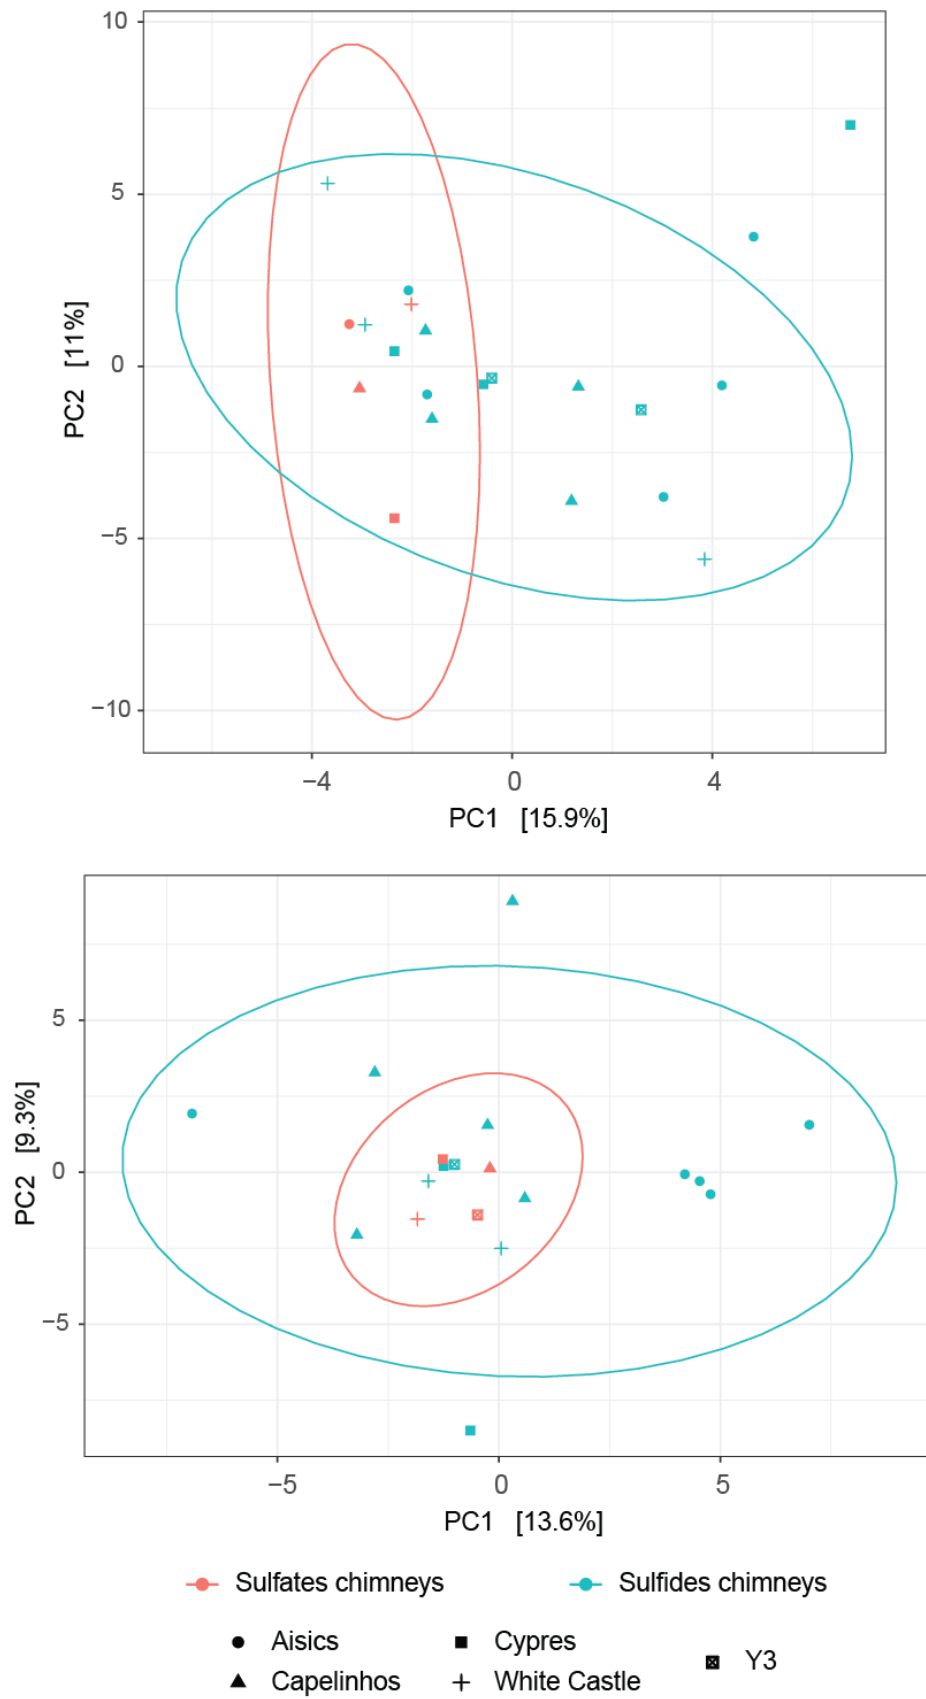 10
5
0
−5
−10
PC2 [11%]
−4 0 4
PC1 [15.9%]
5
0
−5
PC2 [9.3%]
−5 0 5
PC1 [13.6%]
Sulfates chimneys Sulfides chimneys
Aisics Cypres Y3
Capelinhos White Castle